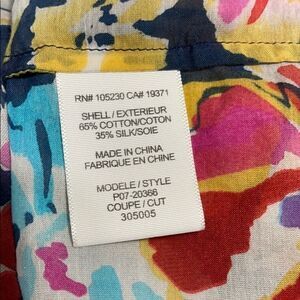 RN# 105230 CA# 19371
SHELL / EXTERIEUR
65% COTTON/COTON
35% SILK/SOIE
MADE IN CHINA
FABRIQUE EN CHINE
MODELE / STYLE
P07-20366
COUPE / CUT
305005